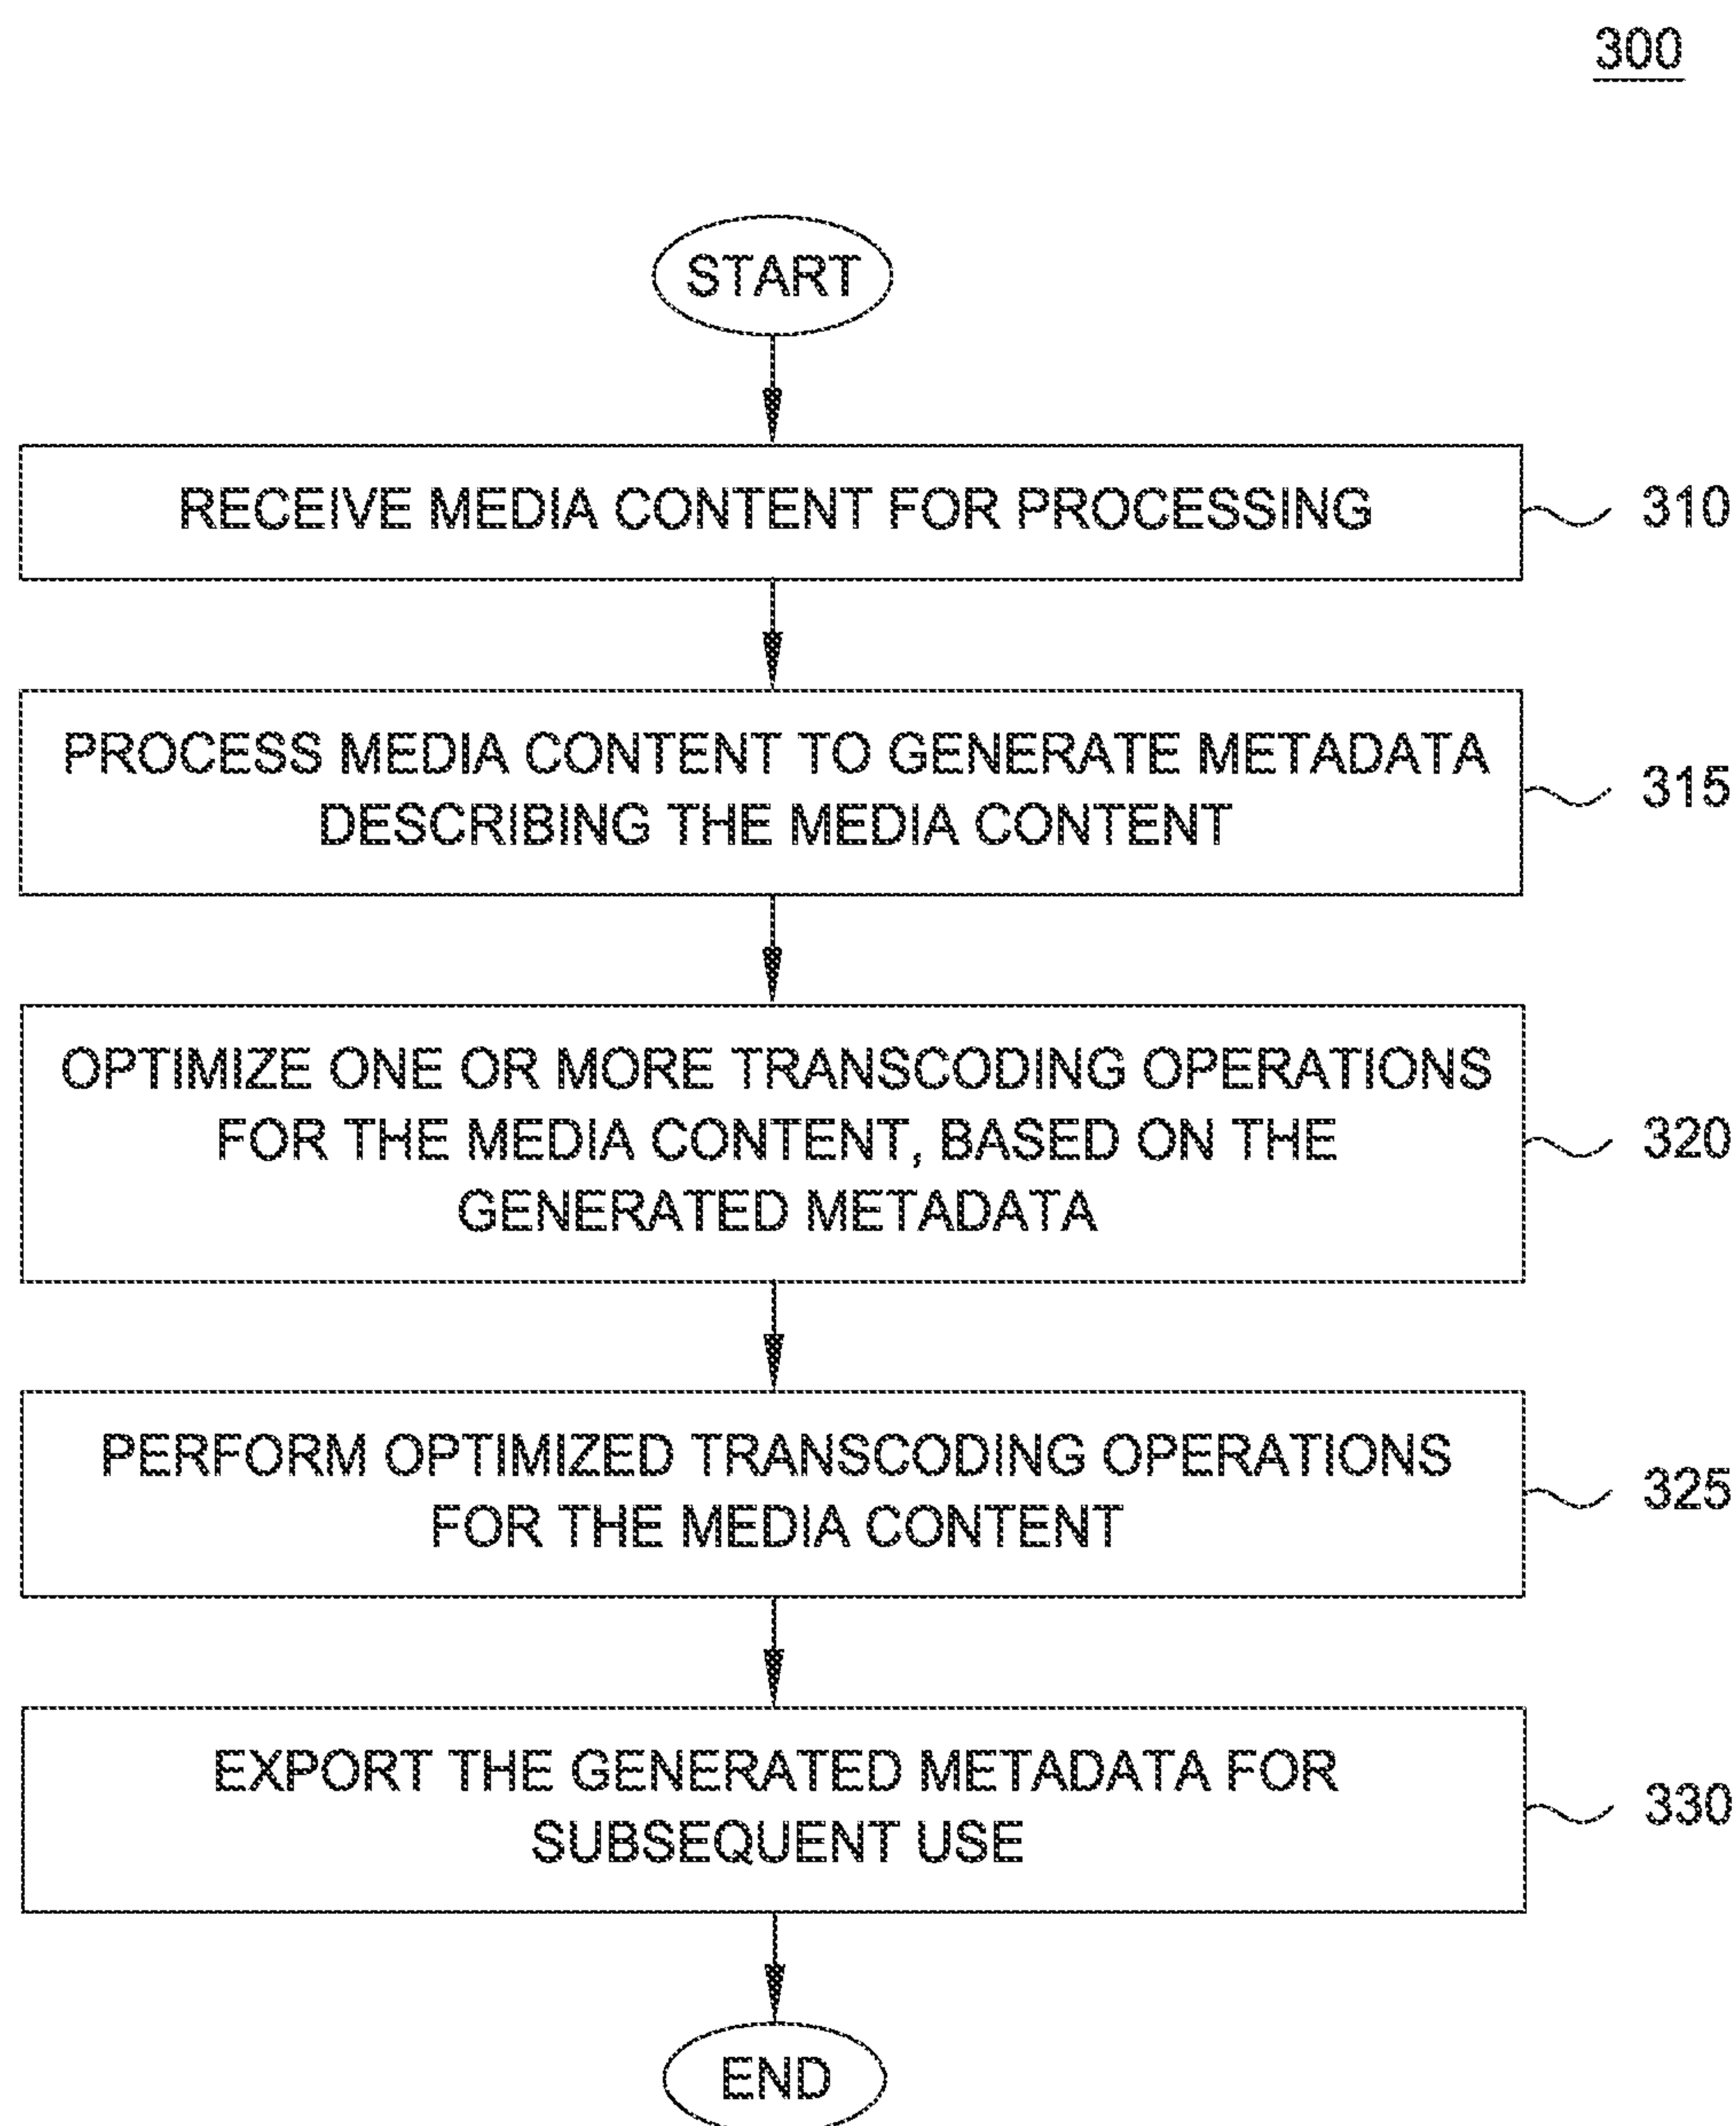 300
START
RECEIVE MEDIA CONTENT FOR PROCESSING
310
PROCESS MEDIA CONTENT TO GENERATE METADATA
DESCRIBING THE MEDIA CONTENT
315
OPTIMIZE ONE OR MORE TRANSCODING OPERATIONS
FOR THE MEDIA CONTENT, BASED ON THE
GENERATED METADATA
320
PERFORM OPTIMIZED TRANSCODING OPERATIONS
FOR THE MEDIA CONTENT
325
EXPORT THE GENERATED METADATA FOR
SUBSEQUENT USE
330
END